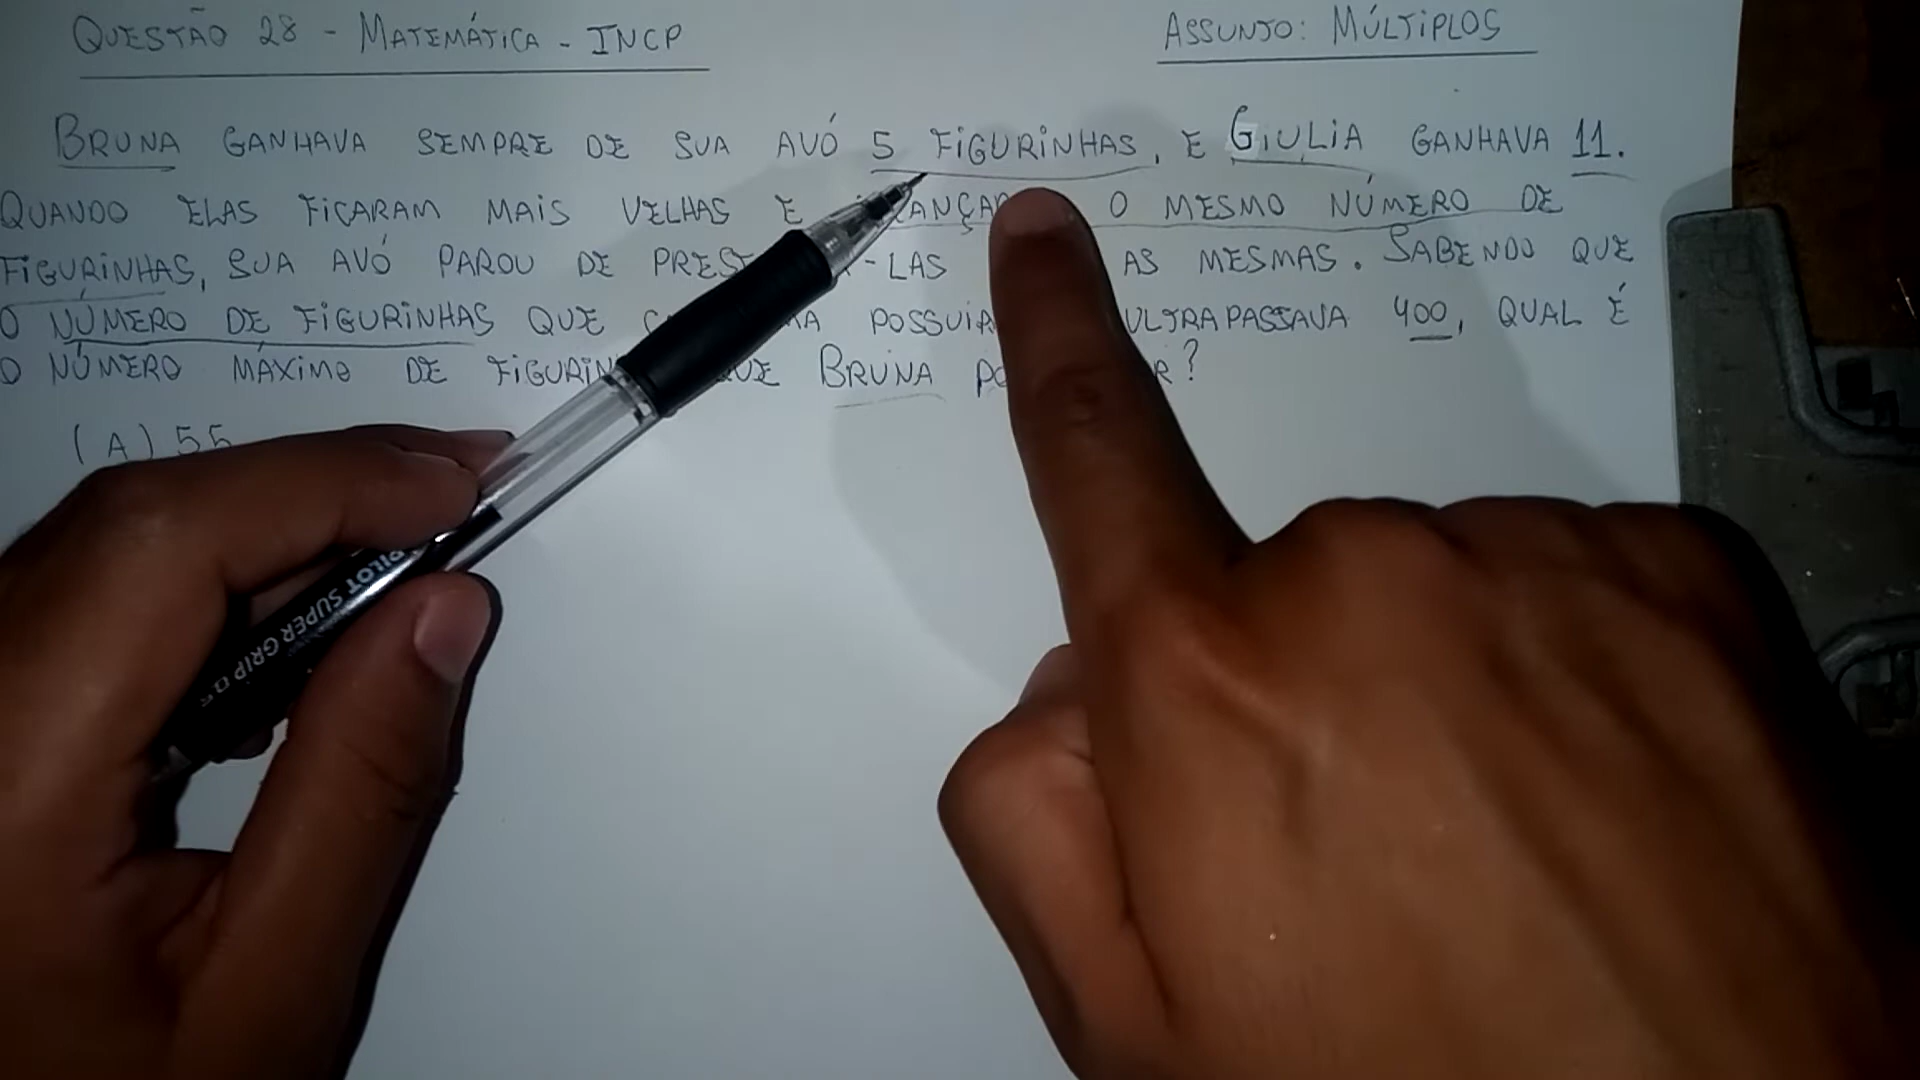 QUESTÃO 28 - MATEMÁTICA - INCP
ASSUNTO: MÚLTIPLOS
BRUNA GANHAVA SEMPRE DE SUA AVÓ 5 FIGURINHAS, E GIULIA GANHAVA 11.
QUANDO ELAS FICARAM MAIS VELHAS E O MESMO NÚMERO DE
FIGURINHAS, SUA AVÓ PAROU DE -LAS AS MESMAS. SABENDO QUE
O NÚMERO DE FIGURINHAS QUE ULTRAPASSAVA 400, QUAL É
O NÚMERO MÁXIMO DE BRUNA
(A) 55
PILOT SUPER GRIP